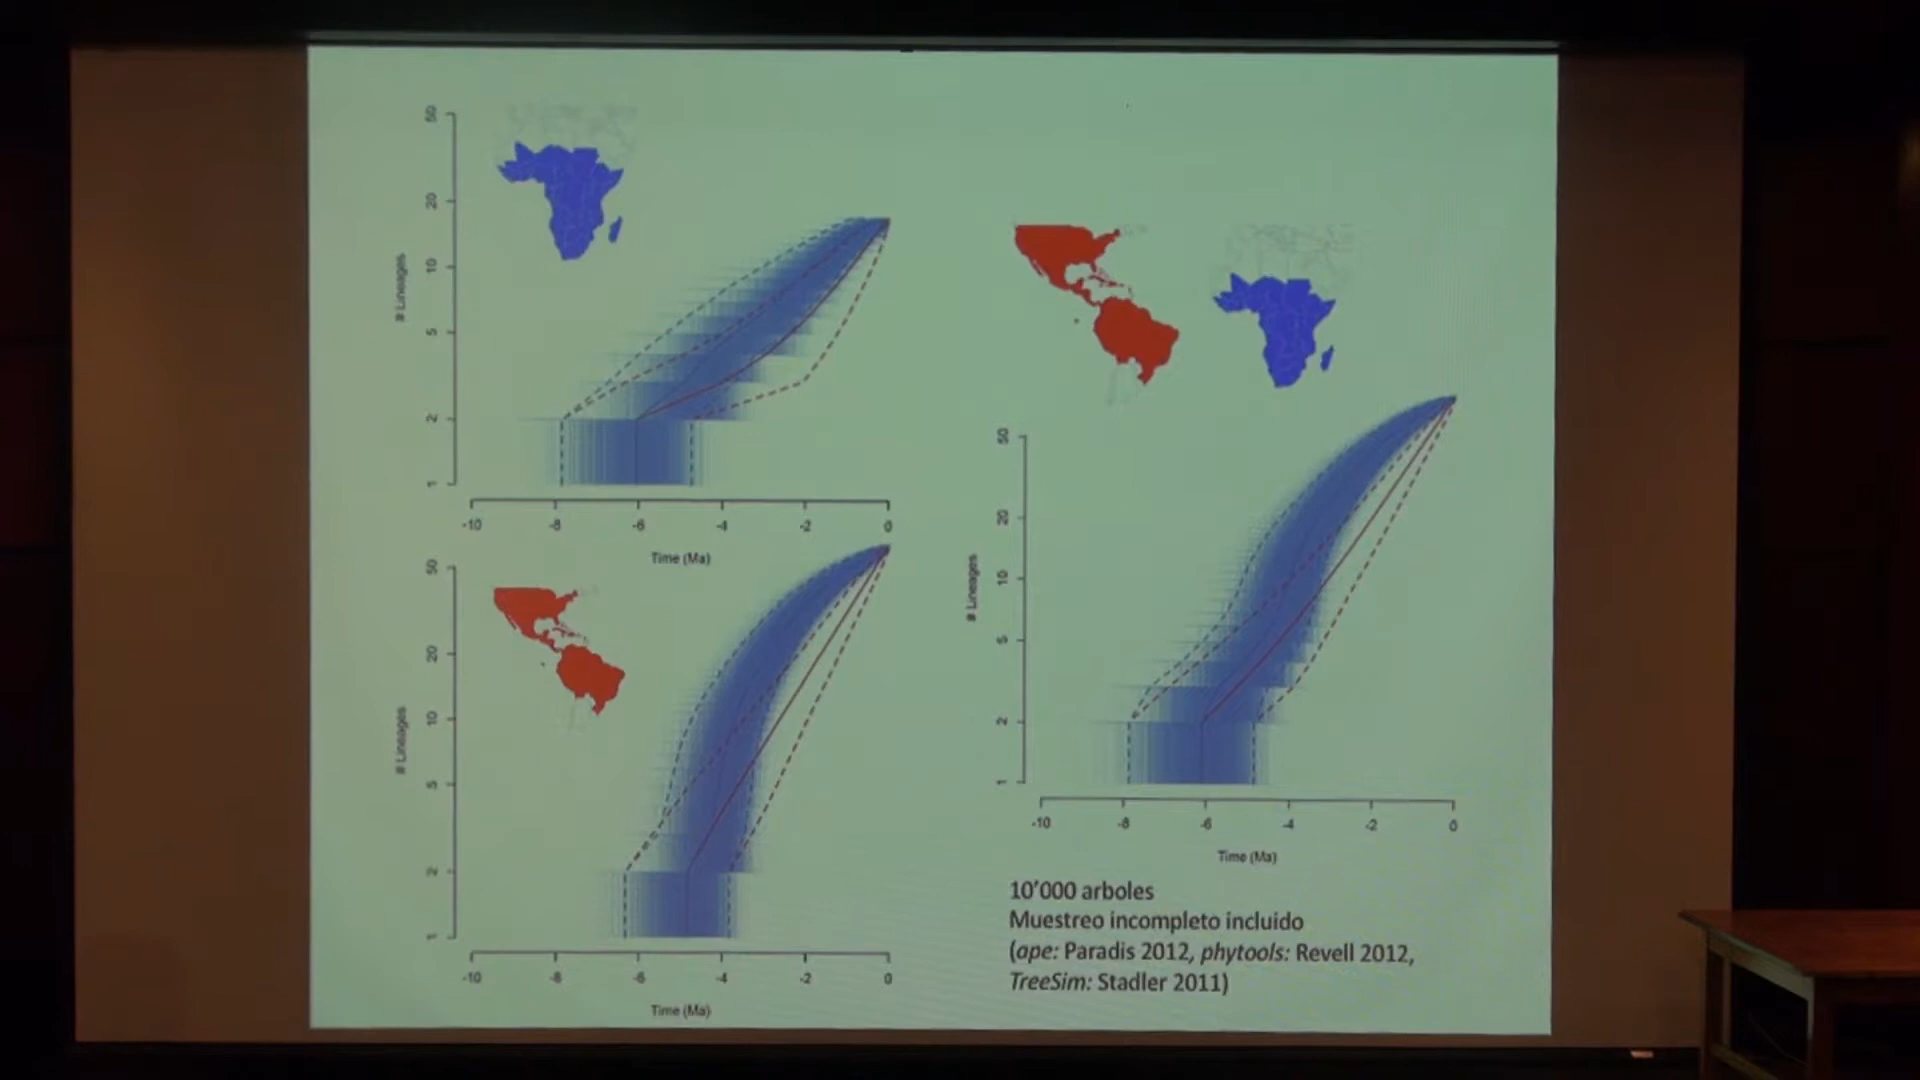 50
20
10
5
2
1
# Lineages
-10 -8 -6 -4 -2 0
Time (Ma)
50
20
10
5
2
1
# Lineages
-10 -8 -6 -4 -2 0
Time (Ma)
50
20
10
5
2
1
# Lineages
-10 -8 -6 -4 -2 0
Time (Ma)
10’000 arboles
Muestreo incompleto incluido
(ape: Paradis 2012, phytools: Revell 2012,
TreeSim: Stadler 2011)